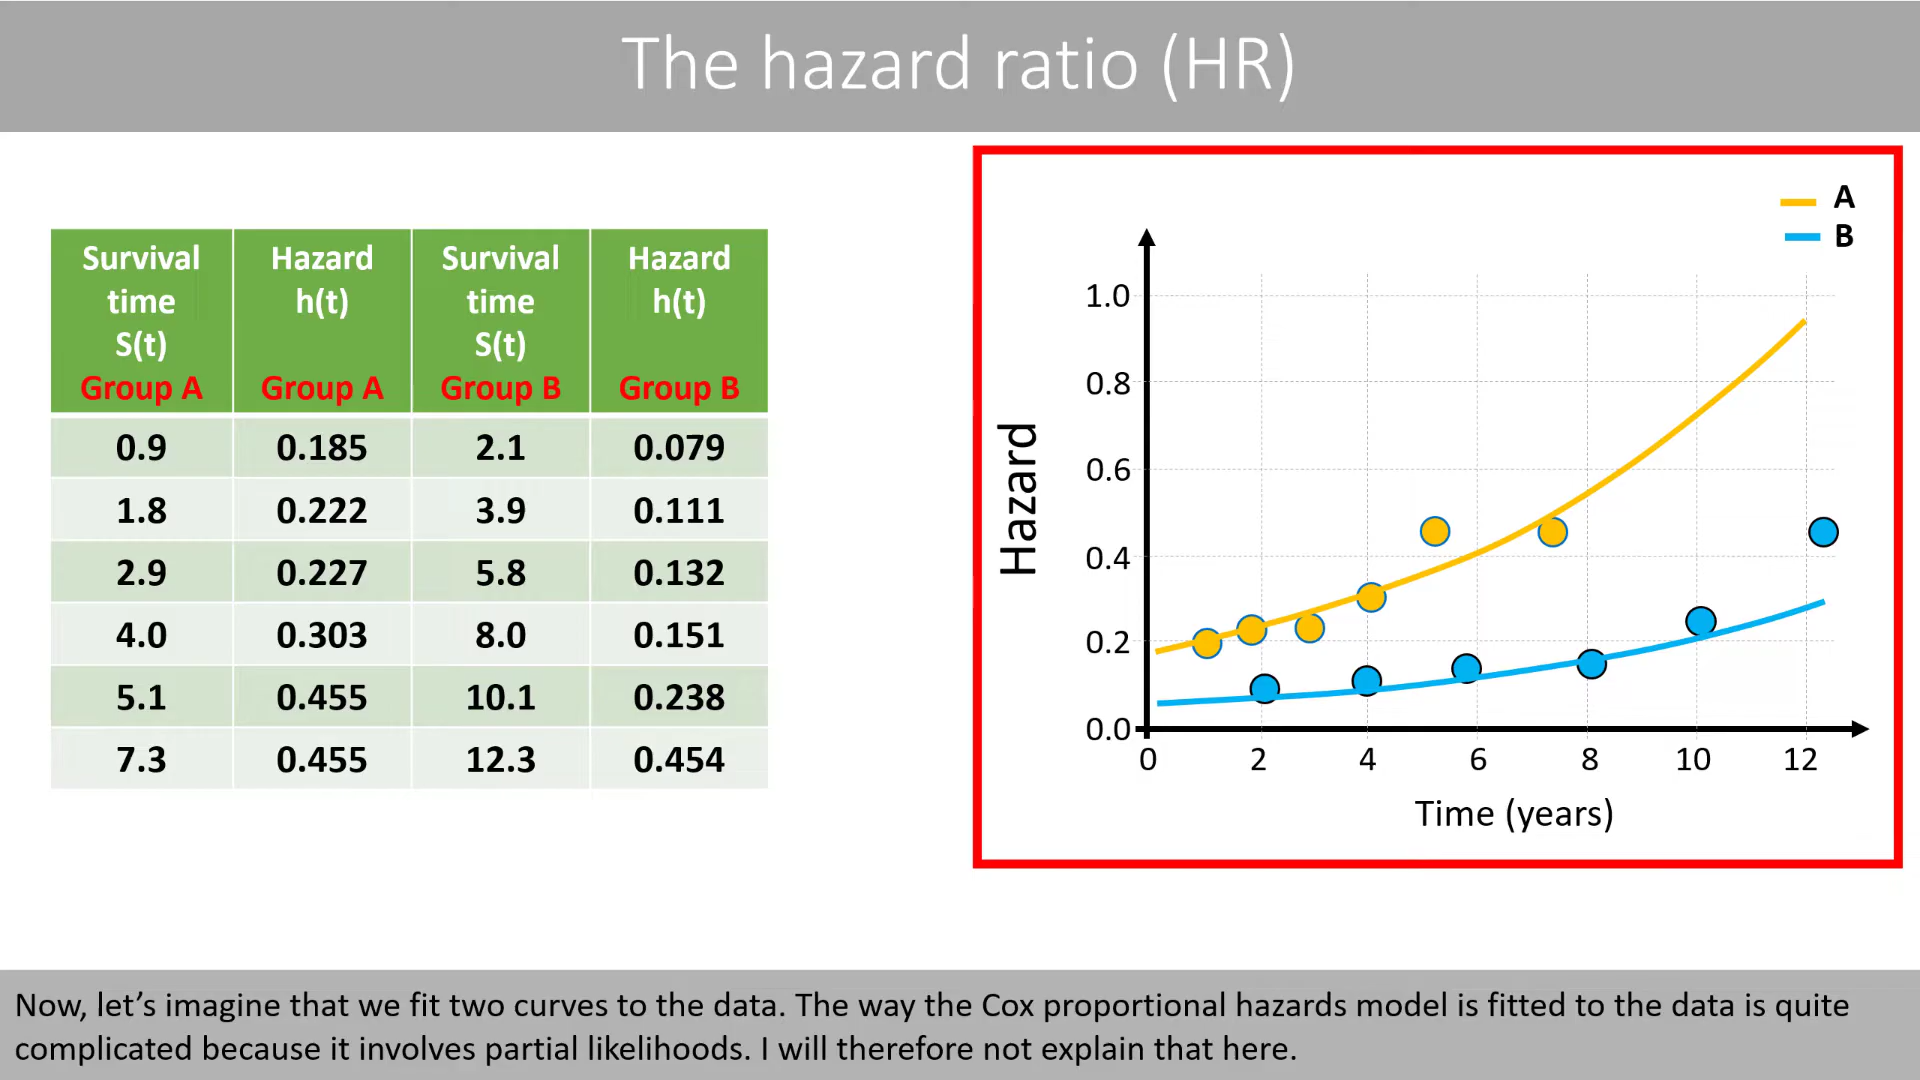 The hazard ratio (HR)
Survival time S(t) Group A
Hazard h(t) Group A
Survival time S(t) Group B
Hazard h(t) Group B
0.9 0.185 2.1 0.079
1.8 0.222 3.9 0.111
2.9 0.227 5.8 0.132
4.0 0.303 8.0 0.151
5.1 0.455 10.1 0.238
7.3 0.455 12.3 0.454
A
B
1.0
0.8
0.6
0.4
0.2
0.0
Hazard
0 2 4 6 8 10 12
Time (years)
Now, let’s imagine that we fit two curves to the data. The way the Cox proportional hazards model is fitted to the data is quite
complicated because it involves partial likelihoods. I will therefore not explain that here.